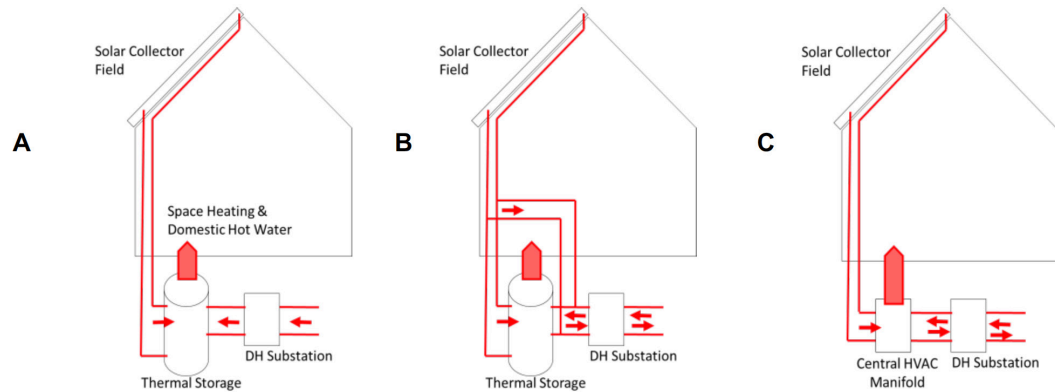 A
Solar Collector
Field
Space Heating &
Domestic Hot Water
DH Substation
Thermal Storage
B
Solar Collector
Field
DH Substation
Thermal Storage
C
Solar Collector
Field
Central HVAC
Manifold
DH Substation